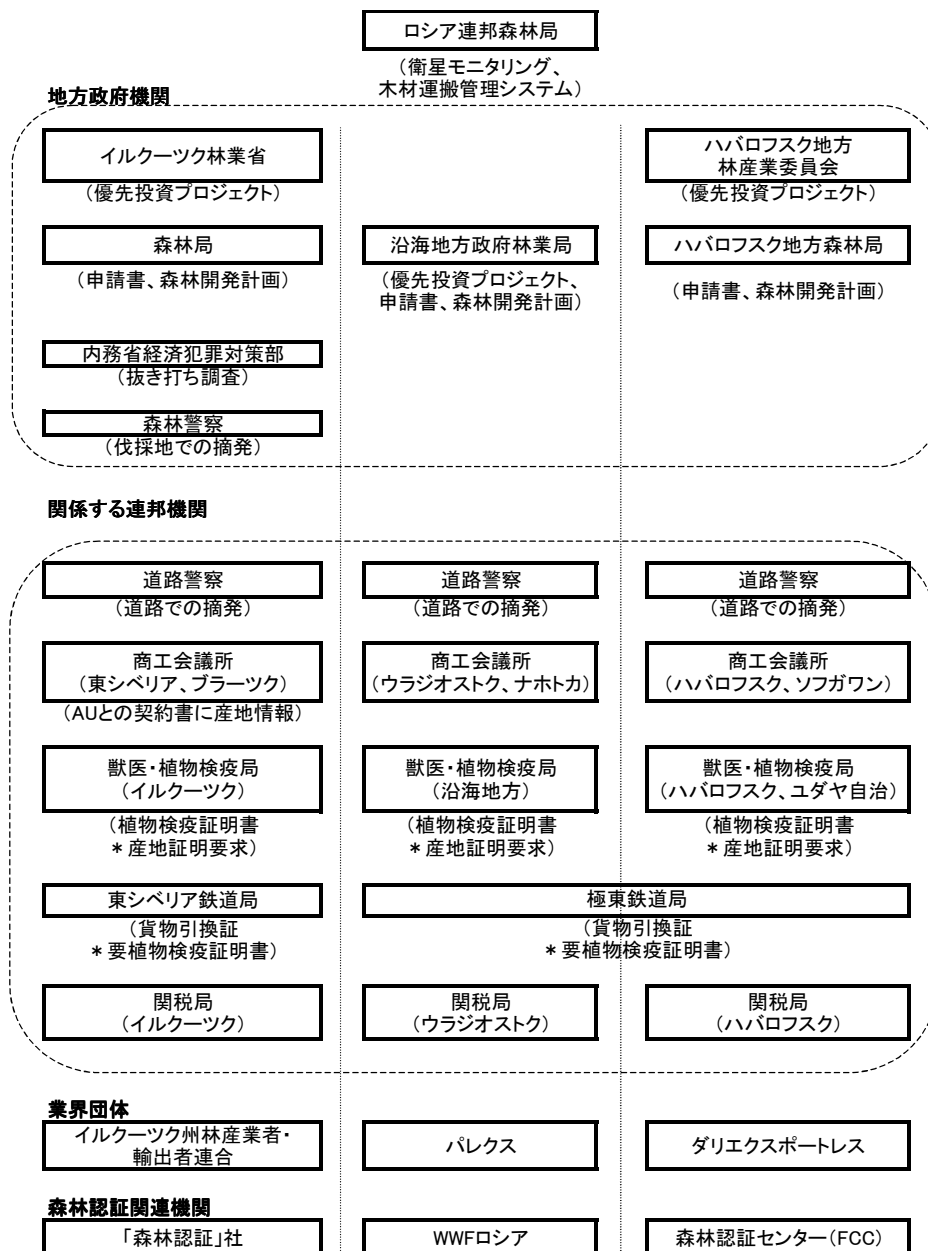 ロシア連邦森林局
（衛星モニタリング、
木材運搬管理システム）
地方政府機関
イルクーツク林業省
（優先投資プロジェクト）
ハバロフスク地方
林産業委員会
（優先投資プロジェクト）
森林局
（申請書、森林開発計画）
沿海地方政府林業局
（優先投資プロジェクト、
申請書、森林開発計画）
ハバロフスク地方森林局
（申請書、森林開発計画）
内務省経済犯罪対策部
（抜き打ち調査）
森林警察
（伐採地での摘発）
関係する連邦機関
道路警察
（道路での摘発）
道路警察
（道路での摘発）
道路警察
（道路での摘発）
商工会議所
（東シベリア、ブラーツク）
（AUとの契約書に産地情報）
商工会議所
（ウラジオストク、ナホトカ）
商工会議所
（ハバロフスク、ソフガワン）
獣医・植物検疫局
（イルクーツク）
（植物検疫証明書
＊産地証明要求）
獣医・植物検疫局
（沿海地方）
（植物検疫証明書
＊産地証明要求）
獣医・植物検疫局
（ハバロフスク、ユダヤ自治）
（植物検疫証明書
＊産地証明要求）
東シベリア鉄道局
（貨物引換証
＊要植物検疫証明書）
極東鉄道局
（貨物引換証
＊要植物検疫証明書）
関税局
（イルクーツク）
関税局
（ウラジオストク）
関税局
（ハバロフスク）
業界団体
イルクーツク州林産業者・
輸出者連合
パレクス
ダリエクスポートレス
森林認証関連機関
「森林認証」社
WWFロシア
森林認証センター（FCC）